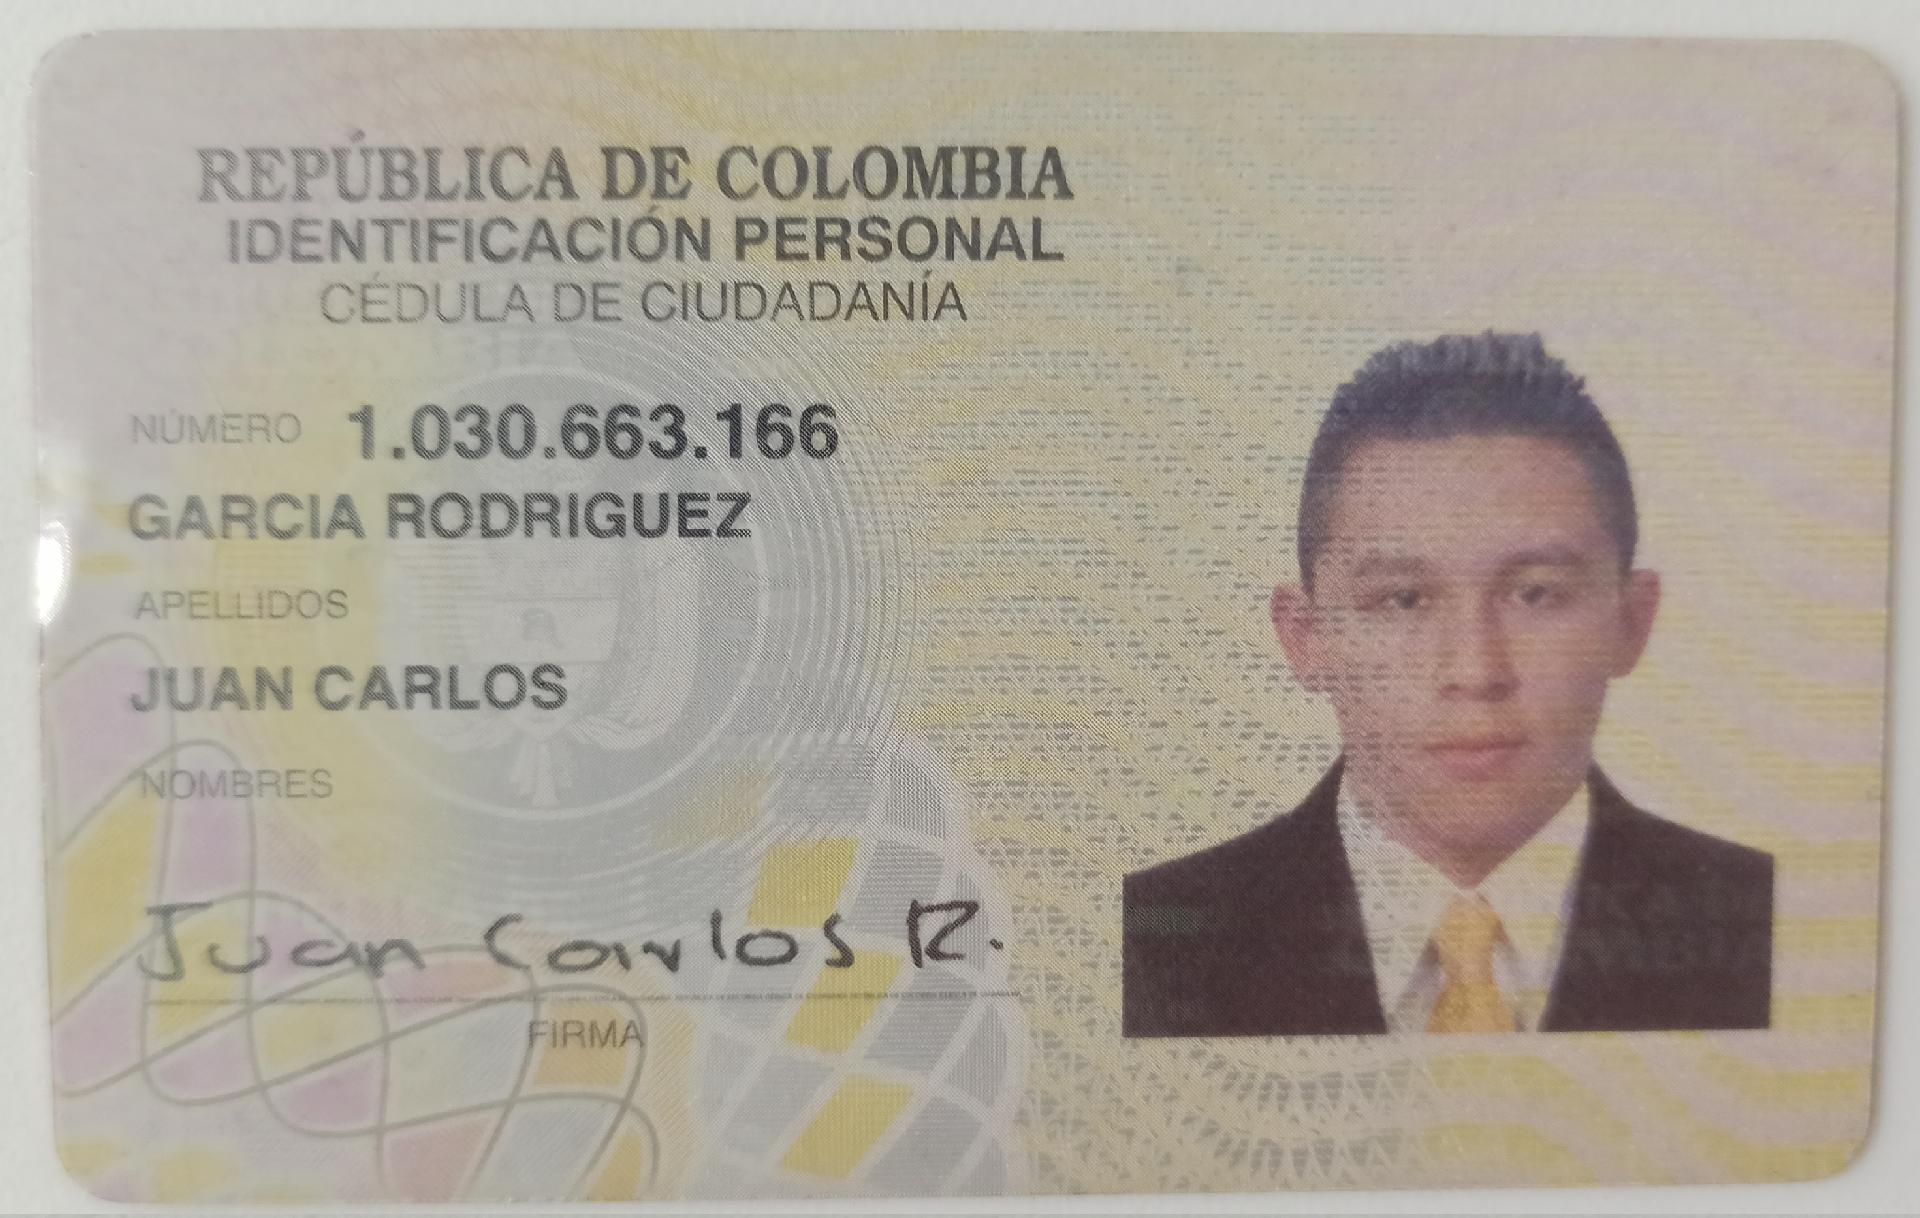 REPÚBLICA DE COLOMBIA
IDENTIFICACIÓN PERSONAL
CÉDULA DE CIUDADANÍA
NÚMERO 1.030.663.166
GARCIA RODRIGUEZ
APELLIDOS
JUAN CARLOS
NOMBRES
Juan Carlos R.
FIRMA